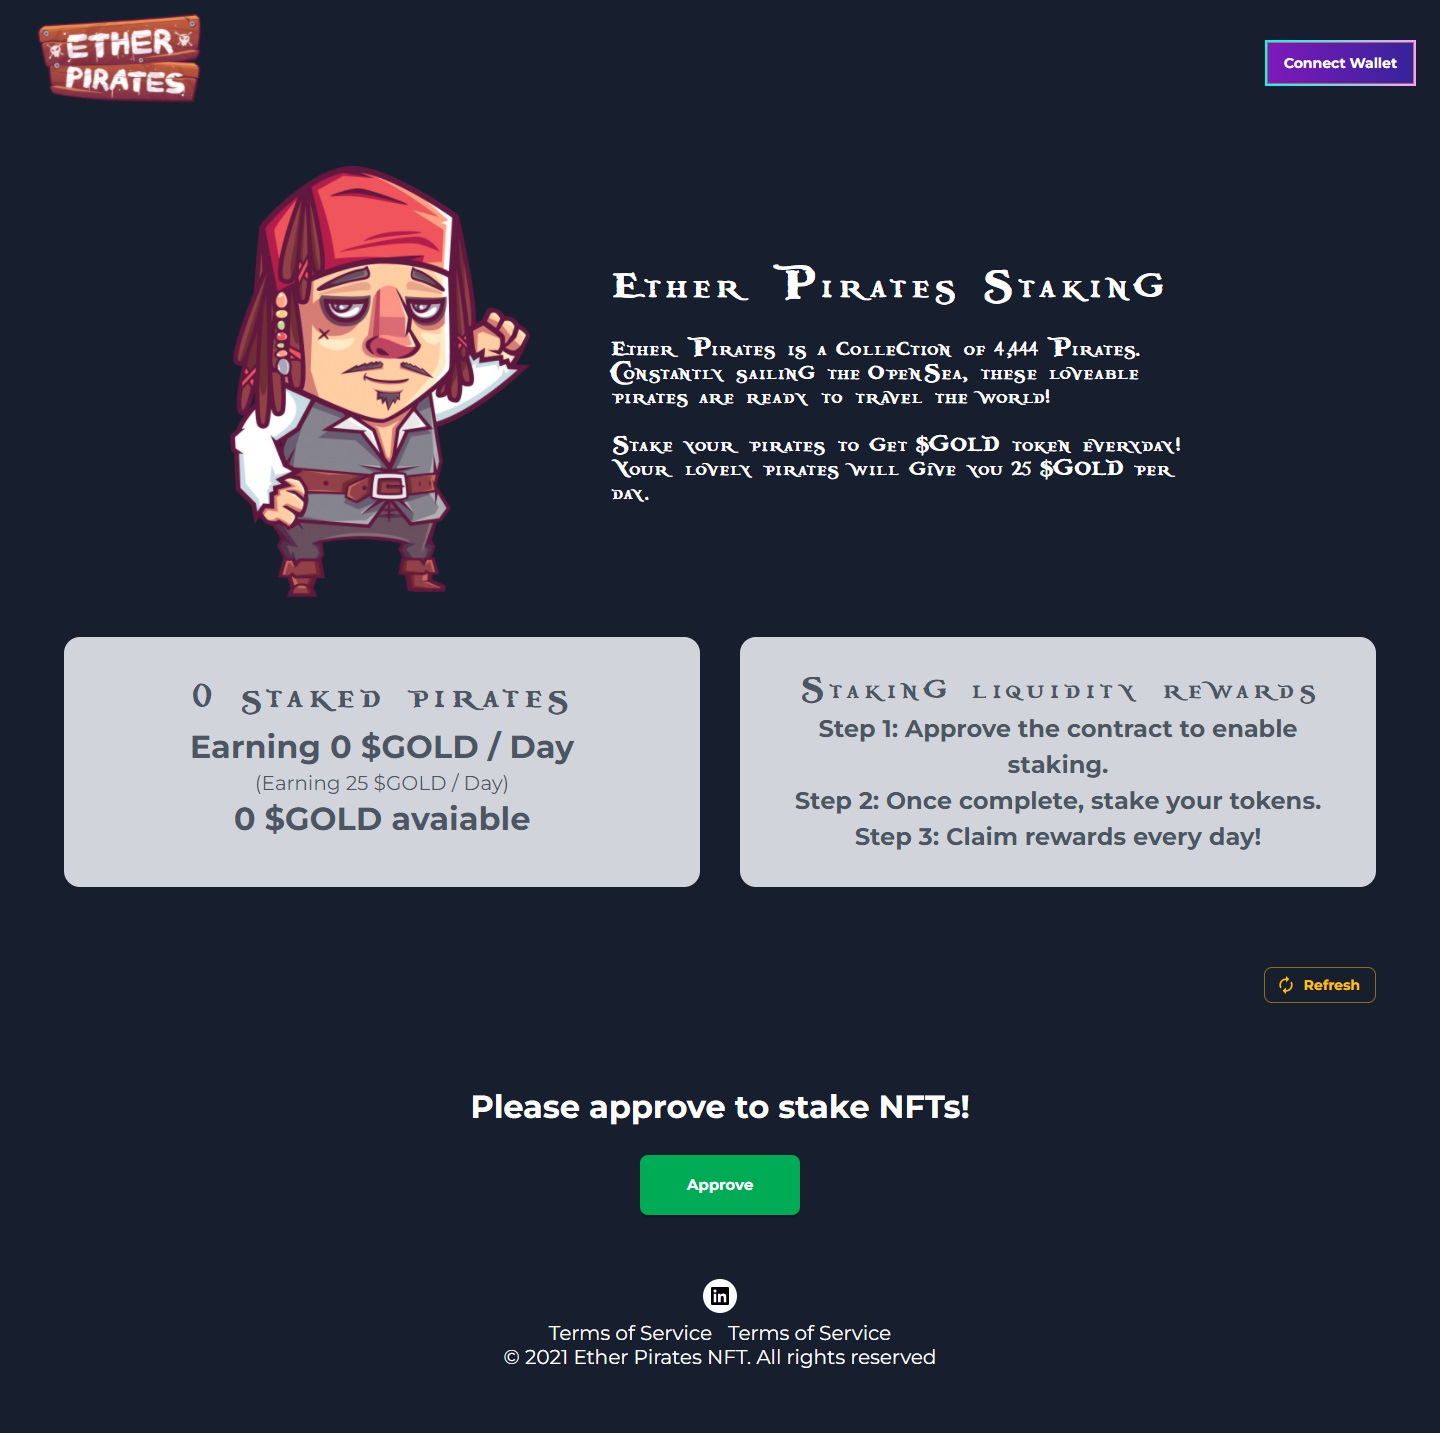 ETHER
PIRATES
Connect Wallet
Ether Pirates Staking
Ether Pirates is a Collection of 4,444 Pirates.
Constantly sailing the OpenSea, these loveable
pirates are ready to travel the world!
Stake your pirates to get $GOLD token everyday!
Your lovely pirates will give you 25 $GOLD per
day.
0 staked pirates
Earning 0 $GOLD / Day
(Earning 25 $GOLD / Day)
0 $GOLD avaiable
Staking liquidity rewards
Step 1: Approve the contract to enable
staking.
Step 2: Once complete, stake your tokens.
Step 3: Claim rewards every day!
Refresh
Please approve to stake NFTs!
Approve
in
Terms of Service Terms of Service
© 2021 Ether Pirates NFT. All rights reserved